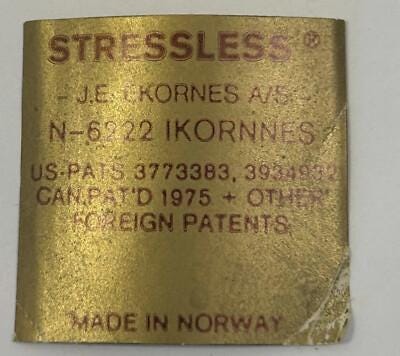 STRESSLESS®
- J.E. EKORNES A/S -
N-6222 IKORNNES
US-PATS 3773383, 3934932
CAN.PAT'D 1975 + OTHER
FOREIGN PATENTS
MADE IN NORWAY